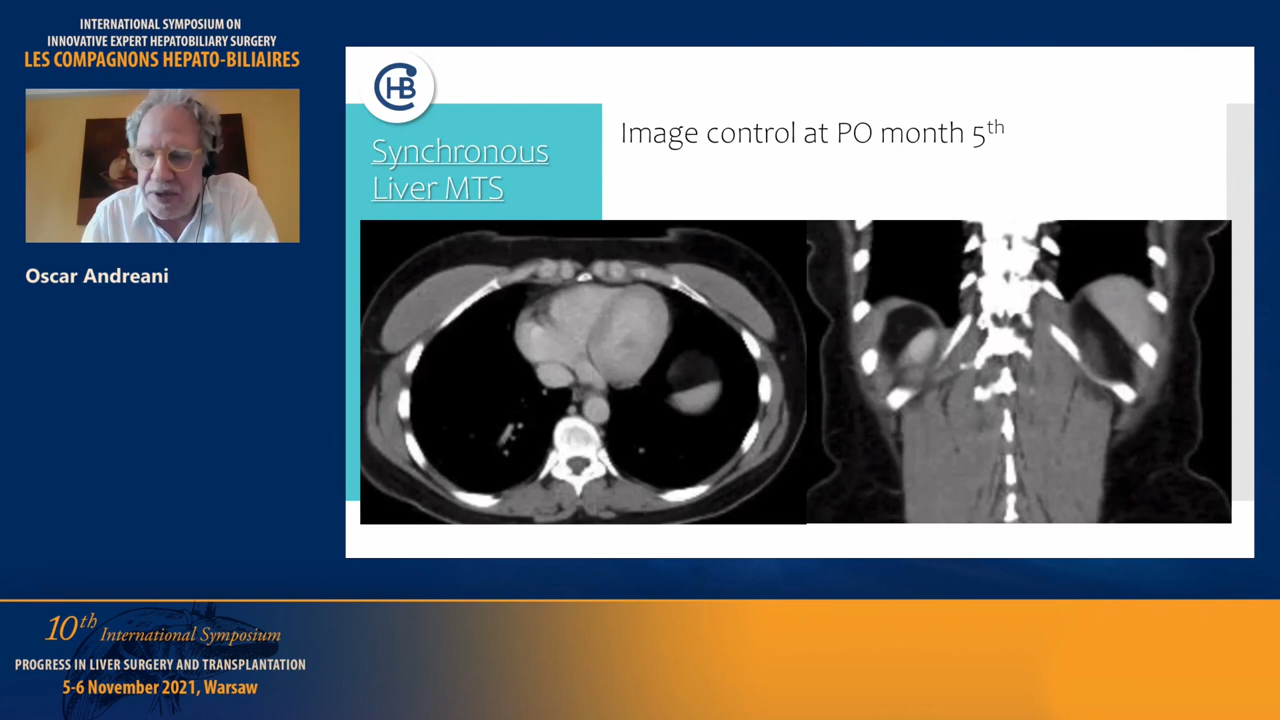 INTERNATIONAL SYMPOSIUM ON
INNOVATIVE EXPERT HEPATOBILIARY SURGERY
LES COMPAGNONS HEPATO-BILIAIRES
Oscar Andreani
CHB
Synchronous
Liver MTS
Image control at PO month 5th
10th International Symposium
PROGRESS IN LIVER SURGERY AND TRANSPLANTATION
5-6 November 2021, Warsaw